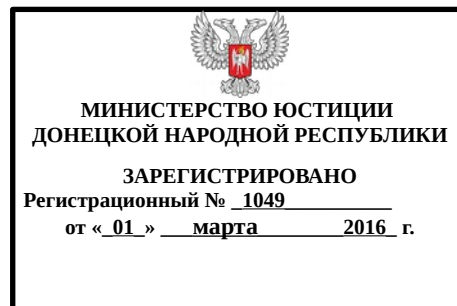 МИНИСТЕРСТВО ЮСТИЦИИ
ДОНЕЦКОЙ НАРОДНОЙ РЕСПУБЛИКИ
ЗАРЕГИСТРИРОВАНО
Регистрационный № _1049__________
от «_01_» ___марта________2016_ г.